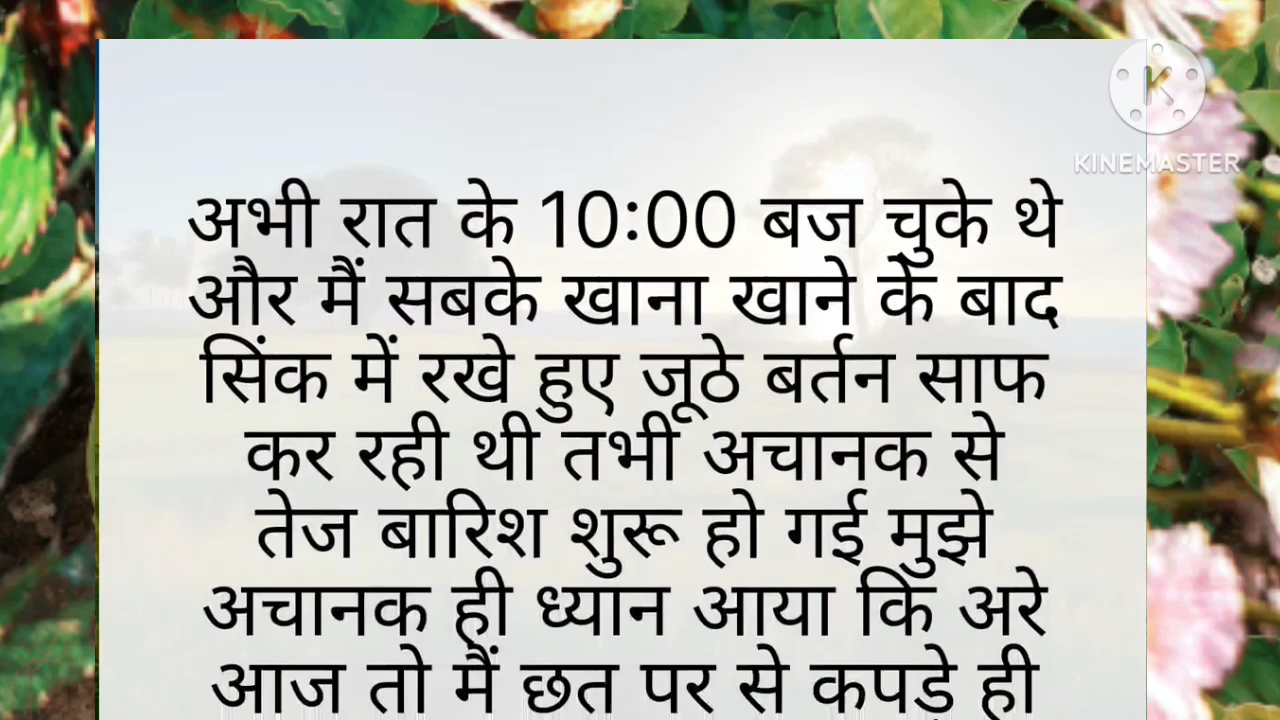 KINEMASTER
अभी रात के 10:00 बज चुके थे
और मैं सबके खाना खाने के बाद
सिंक में रखे हुए जूठे बर्तन साफ
कर रही थी तभी अचानक से
तेज बारिश शुरू हो गई मुझे
अचानक ही ध्यान आया कि अरे
आज तो मैं छत पर से कपड़े ही